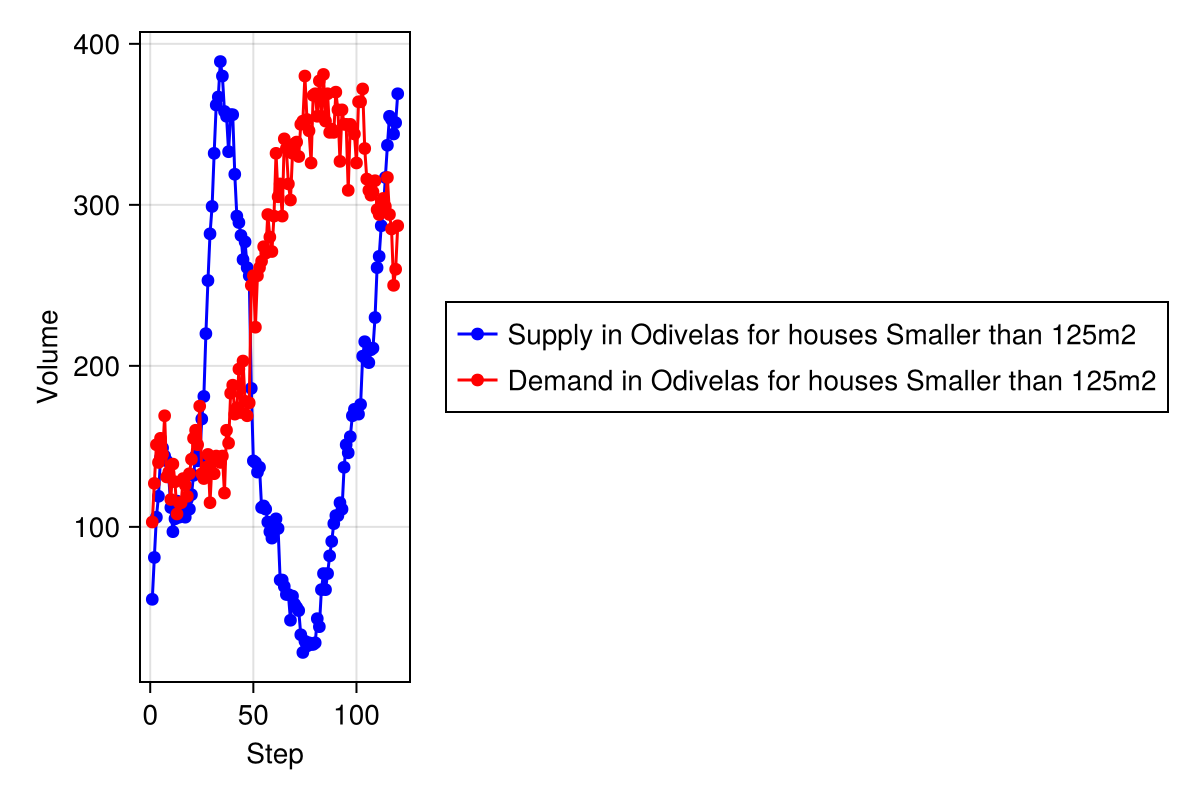 400
300
200
100
Volume
0 50 100
Step
Supply in Odivelas for houses Smaller than 125m2
Demand in Odivelas for houses Smaller than 125m2